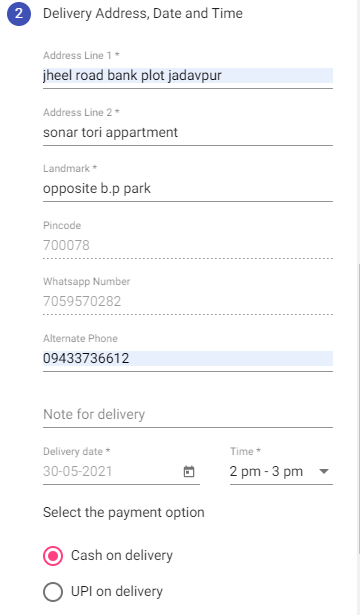 2 Delivery Address, Date and Time
Address Line 1 *
jheel road bank plot jadavpur
Address Line 2 *
sonar tori appartment
Landmark *
opposite b.p park
Pincode
700078
Whatsapp Number
7059570282
Alternate Phone
09433736612
Note for delivery
Delivery date * Time *
30-05-2021 2 pm - 3 pm
Select the payment option
Cash on delivery
UPI on delivery